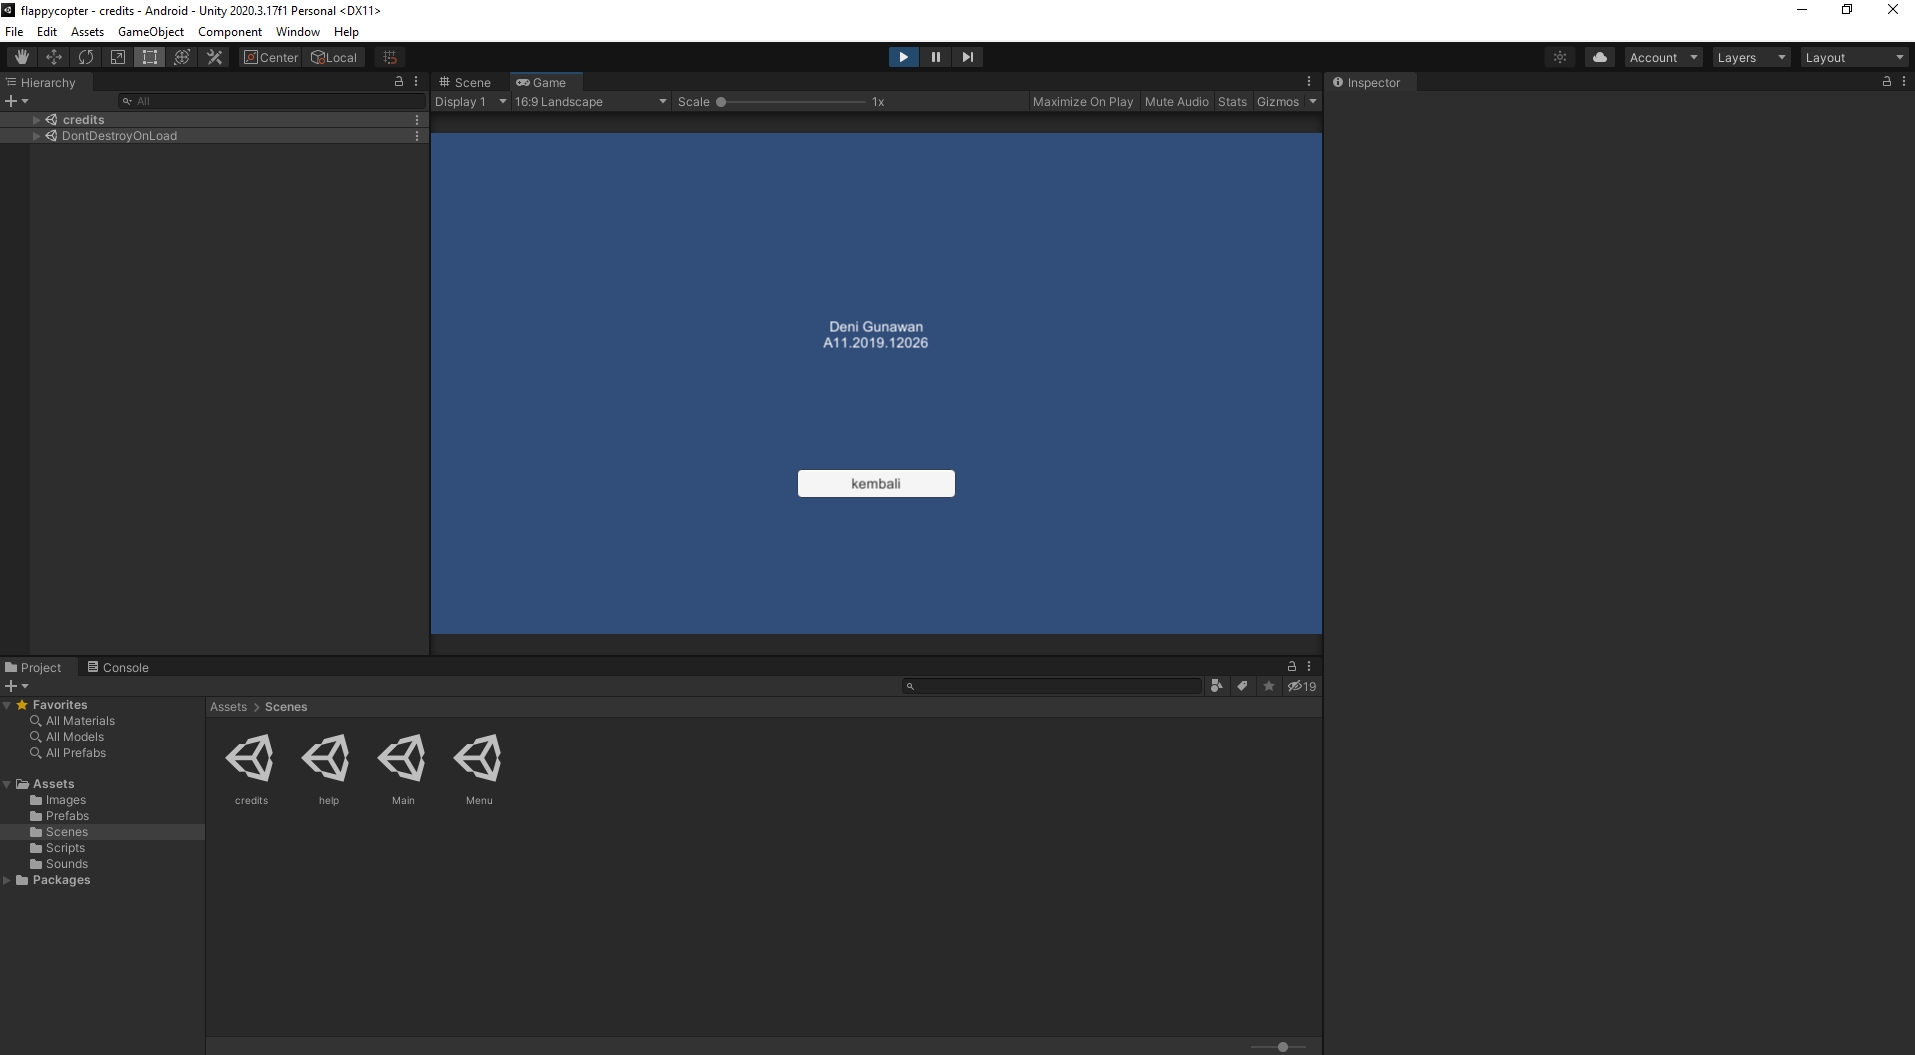 flappycopter - credits - Android - Unity 2020.3.17f1 Personal <DX11>
File Edit Assets GameObject Component Window Help
Center Local Account Layers Layout
Hierarchy
All
credits
DontDestroyOnLoad
Scene Game
Display 1 16:9 Landscape Scale 1x Maximize On Play Mute Audio Stats Gizmos
Deni Gunawan
A11.2019.12026
kembali
Inspector
Project Console
19
Favorites
All Materials
All Models
All Prefabs
Assets
Images
Prefabs
Scenes
Scripts
Sounds
Packages
Assets > Scenes
credits help Main Menu